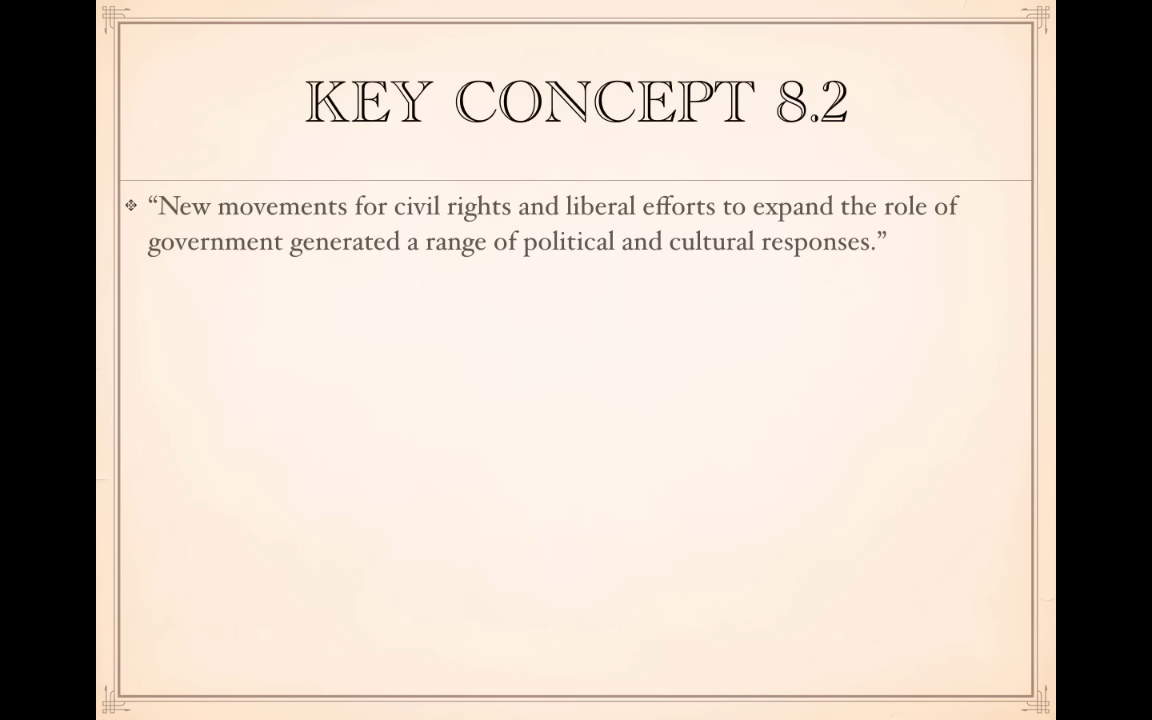 KEY CONCEPT 8.2
“New movements for civil rights and liberal efforts to expand the role of
government generated a range of political and cultural responses.”